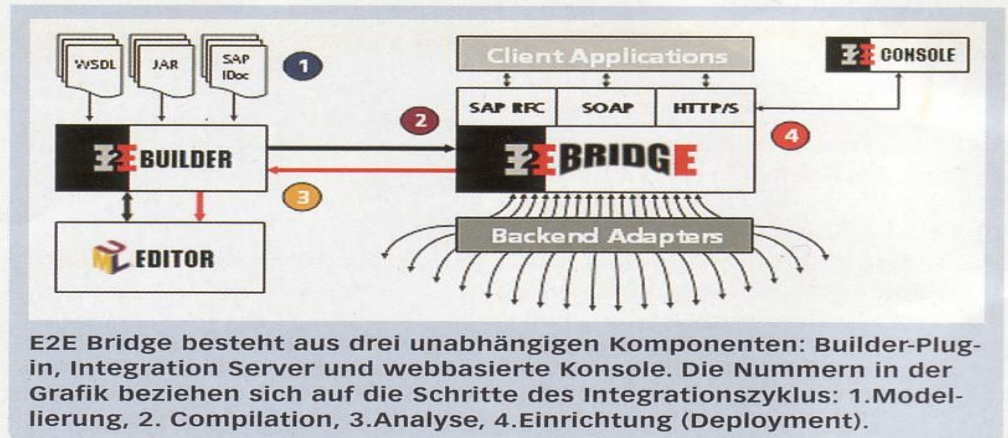 WSDL
JAR
SAP
IDoc
1
Client Applications
E2E CONSOLE
SAP RFC
SOAP
HTTP/S
2
4
E2E BUILDER
E2E BRIDGE
3
Backend Adapters
UML EDITOR
E2E Bridge besteht aus drei unabhängigen Komponenten: Builder-Plug-
in, Integration Server und webbasierte Konsole. Die Nummern in der
Grafik beziehen sich auf die Schritte des Integrationszyklus: 1.Model-
lierung, 2. Compilation, 3.Analyse, 4.Einrichtung (Deployment).